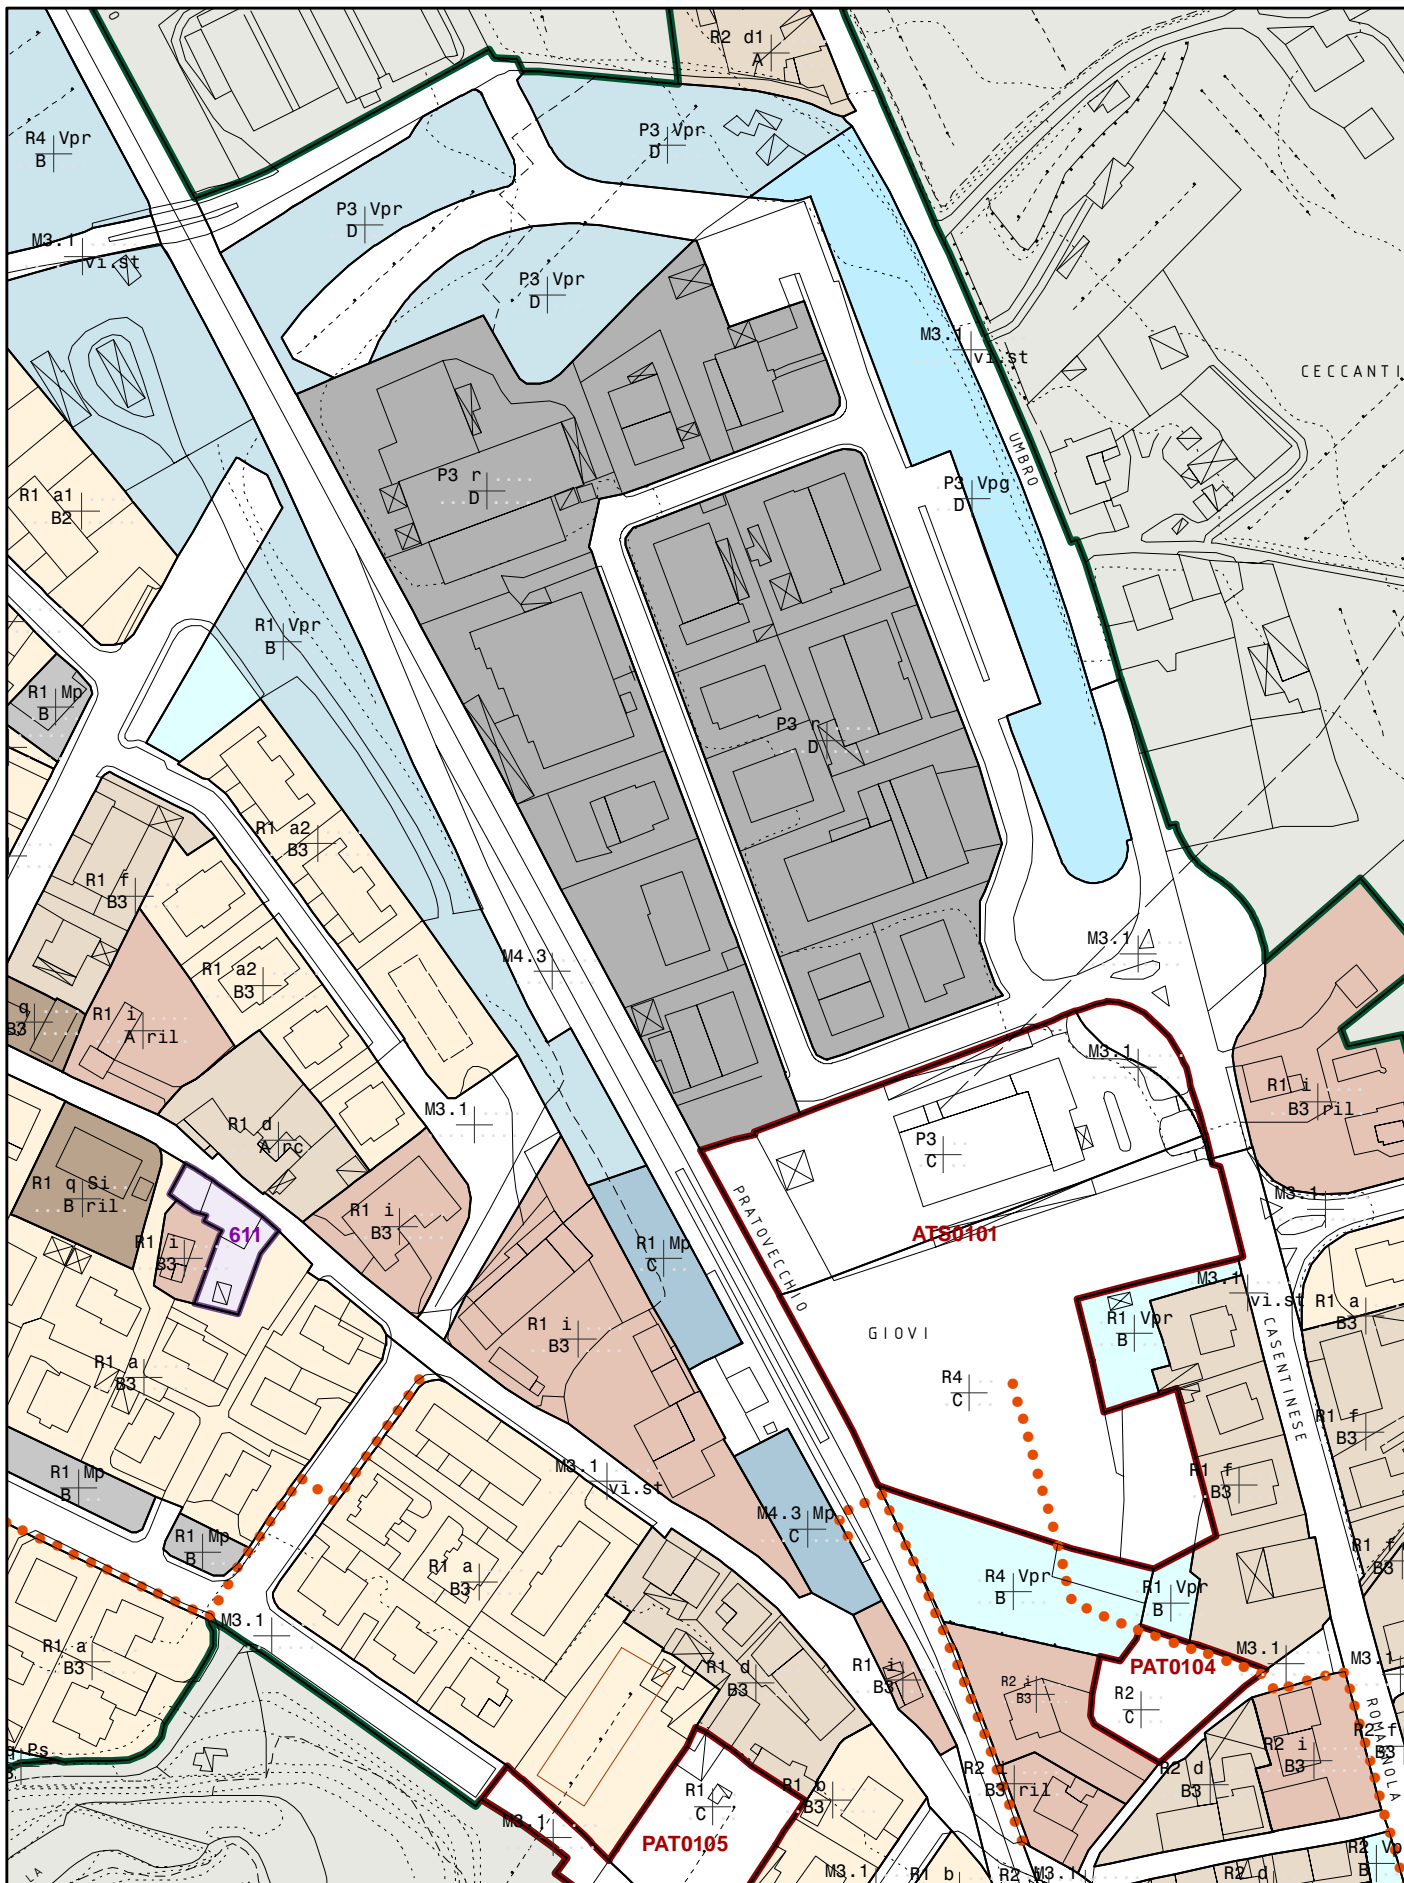 R2 d1
A
R4 Vpr
B
P3 Vpr
D
P3 Vpr
D
M3.1
vi.st
P3 Vpr
D
M3.1
vi.st
CECCANTI
UMBRO
R1 a1
B2
P3 r
D
P3 Vpg
D
R1 Vpr
B
R1 Mp
B
P3 r
D
R1 a2
B3
R1 f
B3
M3.1
M4.3
R1 a2
B3
q
B3
R1 i
A ril
M3.1
R1 i
B3 ril
M3.1
R1 d
A rc
P3
C
R1 q Si
B ril
PRATOVECCHIO
M3.1
R1 i
B3
611
ATS0101
R1 i
B3
R1 Mp
C
M3.1
vi.st
R1 a
B3
R1 i
B3
GIOVI
R1 Vpr
B
CASENTINESE
R1 a
B3
R4
C
R1 f
B3
M3.1
vi.st
R1 f
B3
R1 Mp
B
M4.3 Mp
C
R1 Mp
B
R1 f
B3
R1 a
B3
R4 Vpr
B
R1 Vpr
B
M3.1
R1 a
B3
M3.1
M3.1
R1 d
B3
R1 i
B3
R2 i
B3
PAT0104
R2
C
ROMAGNOLA
R2 f
B3
q Ps
R2 i
B3
R2 d
B3
R2 i
B3 ril
R1
C
R1 b
B3
M3.1
PAT0105
R2 Vp
B
M3.1
R1 b
R2
M3.1
R2 d